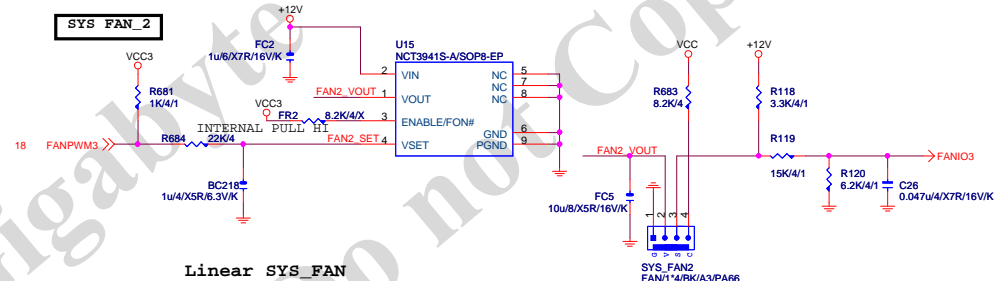 SYS FAN_2
+12V
VCC3
FC2
1u/6/X7R/16V/K
U15
NCT3941S-A/SOP8-EP
2 VIN
NC 5
NC 7
1 VOUT
NC 8
FAN2_VOUT
R681
1K/4/1
VCC3
FR2 8.2K/4/X
3 ENABLE/FON#
INTERNAL PULL HI
GND 6
18 FANPWM3
R684 22K/4
FAN2_SET 4 VSET
PGND 9
BC218
1u/4/X5R/6.3V/K
VCC
+12V
R683
8.2K/4
R118
3.3K/4/1
FAN2_VOUT
R119
15K/4/1
FANIO3
FC5
10u/8/X5R/16V/K
R120
6.2K/4/1
C26
0.047u/4/X7R/16V/K
1 2 3 4
G V S C
SYS_FAN2
FAN/1*4/BK/A3/PA66
Linear SYS_FAN
Gigabyte
Do not Cop